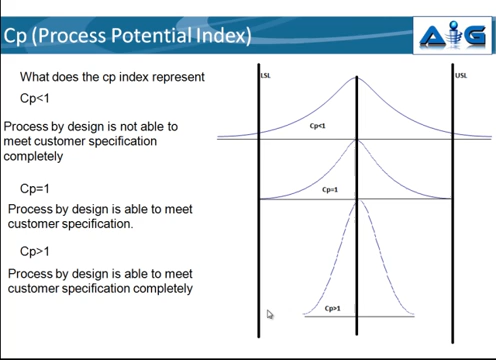 Cp (Process Potential Index)
AiG
What does the cp index represent
LSL
USL
Cp<1
Cp<1
Process by design is not able to
meet customer specification
completely
Cp=1
Cp=1
Process by design is able to meet
customer specification.
Cp>1
Process by design is able to meet
customer specification completely
Cp>1